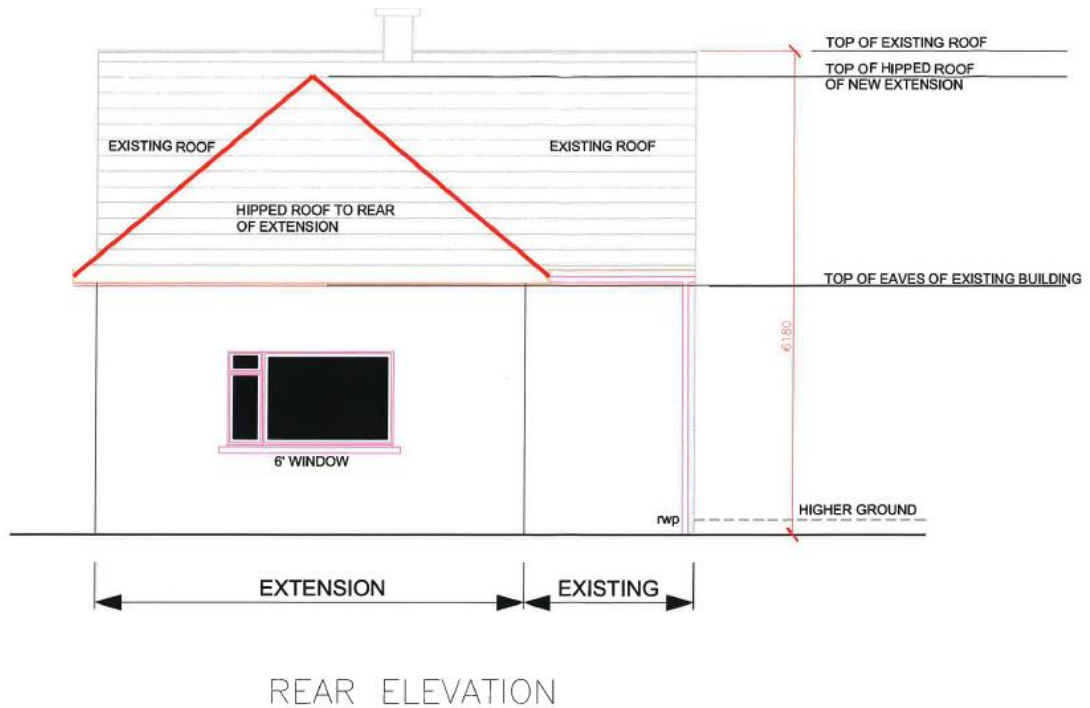 TOP OF EXISTING ROOF
TOP OF HIPPED ROOF
OF NEW EXTENSION
EXISTING ROOF
EXISTING ROOF
HIPPED ROOF TO REAR
OF EXTENSION
TOP OF EAVES OF EXISTING BUILDING
6180
6' WINDOW
rwp
HIGHER GROUND
EXTENSION
EXISTING
REAR ELEVATION